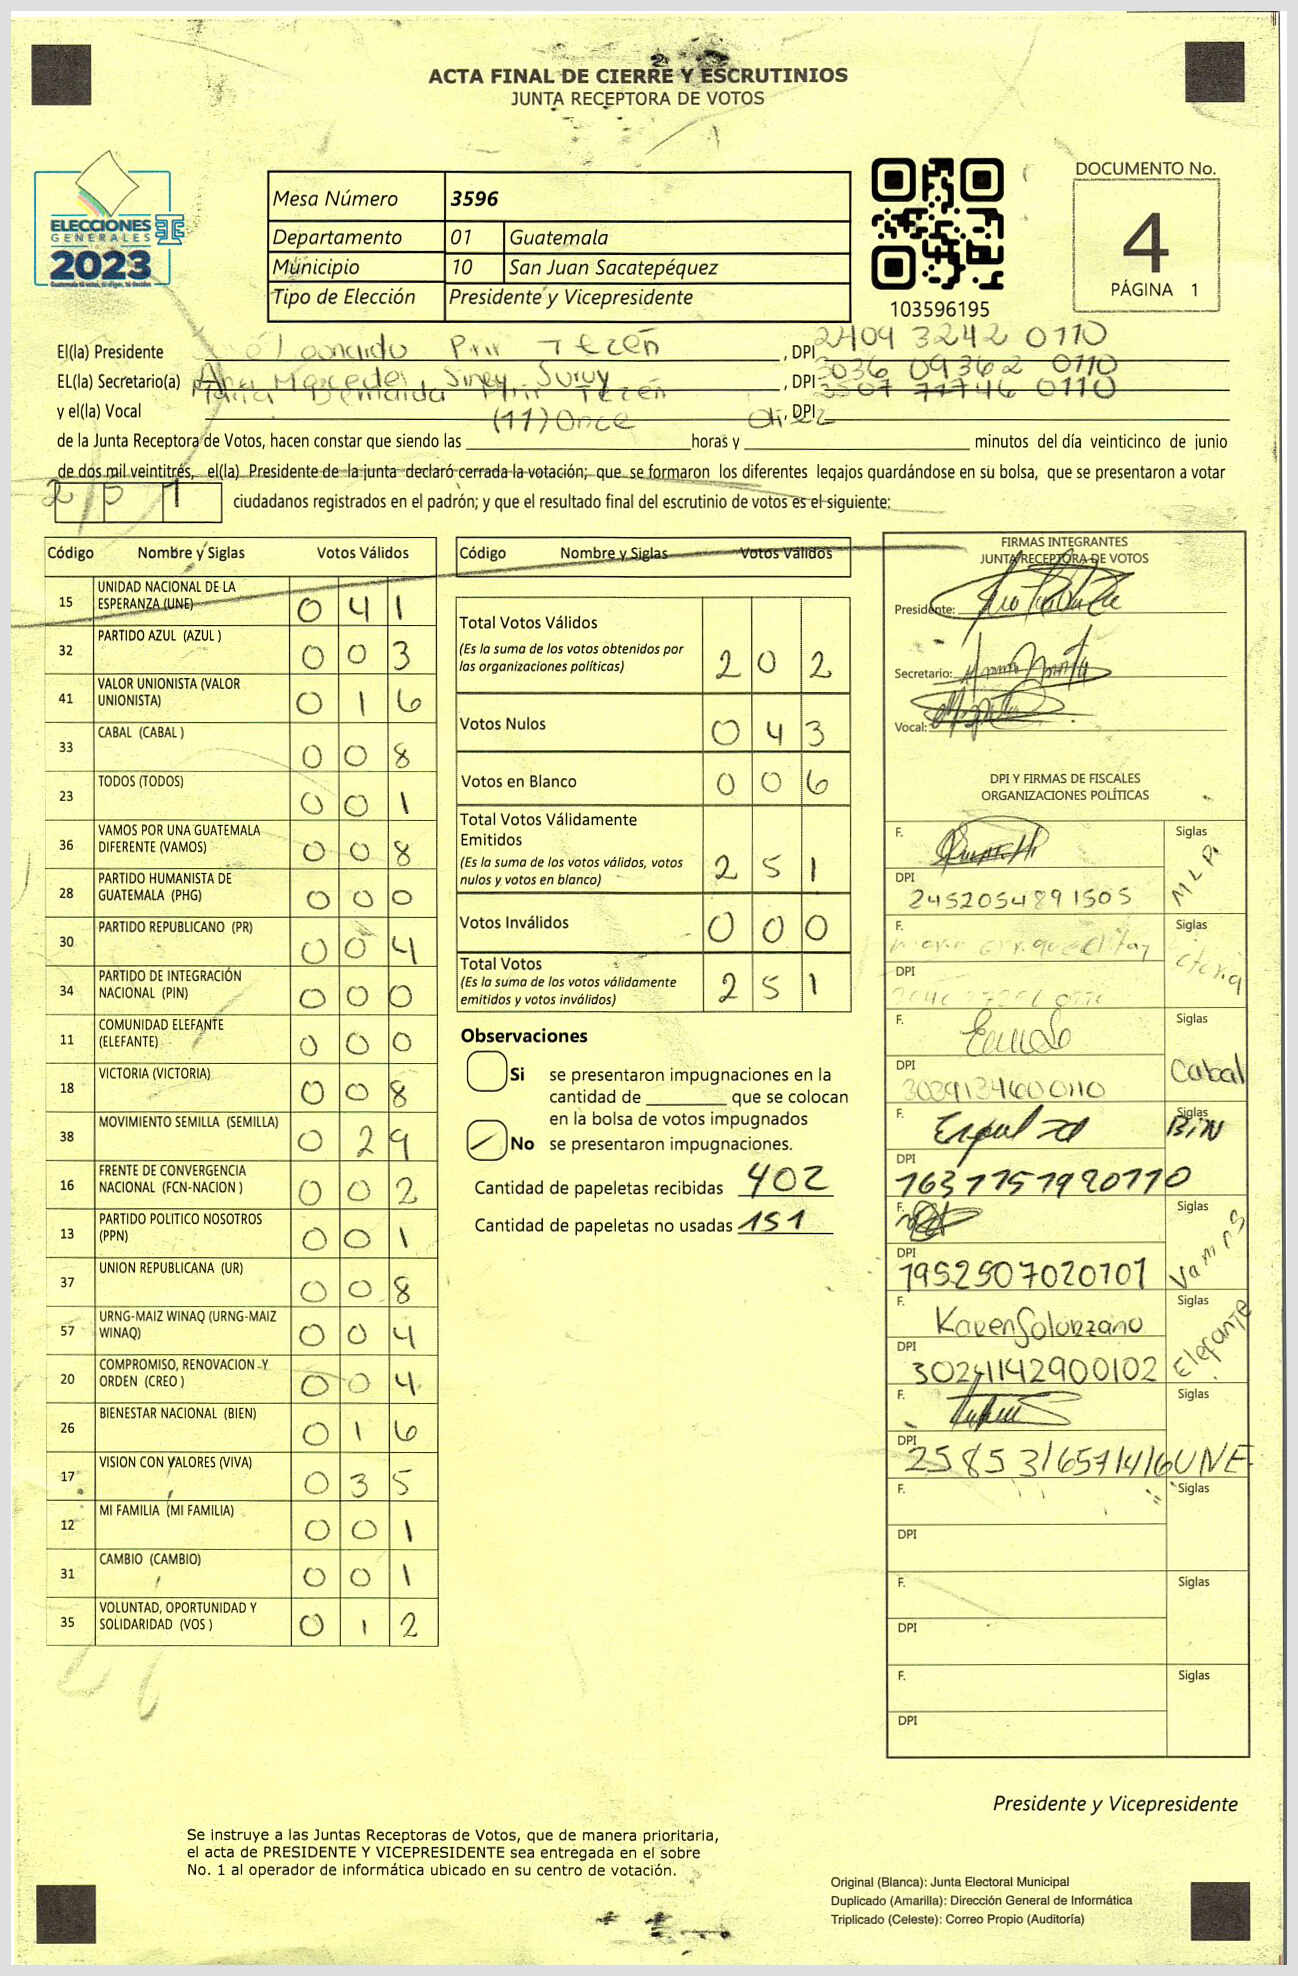 ACTA FINAL DE CIERRE Y ESCRUTINIOS
JUNTA RECEPTORA DE VOTOS
ELECCIONES
GENERALES
2023
Mesa Número 3596
Departamento 01 Guatemala
Municipio 10 San Juan Sacatepéquez
Tipo de Elección Presidente y Vicepresidente
103596195
DOCUMENTO No.
4
PÁGINA 1
El(la) Presidente Pirir Tezén , DPI 2409 3242 0110
EL(la) Secretario(a) Ana Mercedes Suruy , DPI 3036 09362 0110
y el(la) Vocal María Bernarda Pirir Tezén , DPI 0110
de la Junta Receptora de Votos, hacen constar que siendo las (11) Once horas y diez minutos del día veinticinco de junio
de dos mil veintitrés, el(la) Presidente de la junta declaró cerrada la votación; que se formaron los diferentes legajos guardándose en su bolsa, que se presentaron a votar
ciudadanos registrados en el padrón; y que el resultado final del escrutinio de votos es el siguiente:
Código Nombre y Siglas Votos Válidos
15 UNIDAD NACIONAL DE LA ESPERANZA (UNE) 0 4 1
32 PARTIDO AZUL (AZUL ) 0 0 3
41 VALOR UNIONISTA (VALOR UNIONISTA) 0 1 6
33 CABAL (CABAL ) 0 0 8
23 TODOS (TODOS) 0 0 1
36 VAMOS POR UNA GUATEMALA DIFERENTE (VAMOS) 0 0 8
28 PARTIDO HUMANISTA DE GUATEMALA (PHG) 0 0 0
30 PARTIDO REPUBLICANO (PR) 0 0 4
34 PARTIDO DE INTEGRACIÓN NACIONAL (PIN) 0 0 0
11 COMUNIDAD ELEFANTE (ELEFANTE) 0 0 0
18 VICTORIA (VICTORIA) 0 0 8
38 MOVIMIENTO SEMILLA (SEMILLA) 0 2 9
16 FRENTE DE CONVERGENCIA NACIONAL (FCN-NACION ) 0 0 2
13 PARTIDO POLITICO NOSOTROS (PPN) 0 0 1
37 UNION REPUBLICANA (UR) 0 0 8
57 URNG-MAIZ WINAQ (URNG-MAIZ WINAQ) 0 0 4
20 COMPROMISO, RENOVACION Y ORDEN (CREO ) 0 0 4
26 BIENESTAR NACIONAL (BIEN) 0 1 6
17 VISION CON VALORES (VIVA) 0 3 5
12 MI FAMILIA (MI FAMILIA) 0 0 1
31 CAMBIO (CAMBIO) 0 0 1
35 VOLUNTAD, OPORTUNIDAD Y SOLIDARIDAD (VOS ) 0 1 2
Código Nombre y Siglas Votos Válidos
Total Votos Válidos
(Es la suma de los votos obtenidos por
las organizaciones políticas) 2 0 2
Votos Nulos 0 4 3
Votos en Blanco 0 0 6
Total Votos Válidamente
Emitidos
(Es la suma de los votos válidos, votos
nulos y votos en blanco) 2 5 1
Votos Inválidos 0 0 0
Total Votos
(Es la suma de los votos válidamente
emitidos y votos inválidos) 2 5 1
Observaciones
Si se presentaron impugnaciones en la
cantidad de ________ que se colocan
en la bolsa de votos impugnados
No se presentaron impugnaciones.
Cantidad de papeletas recibidas 402
Cantidad de papeletas no usadas 151
FIRMAS INTEGRANTES
JUNTA RECEPTORA DE VOTOS
Presidente:
Secretario:
Vocal:
DPI Y FIRMAS DE FISCALES
ORGANIZACIONES POLÍTICAS
F. Siglas MLP
DPI 2452054891505
F. Siglas
DPI
F. Siglas Cabal
DPI 3029134600110
F. Siglas BIN
DPI 1637757920110
F. Siglas Vamos
DPI 1952507020101
F. Karen Solorzano Siglas Elefante
DPI 30241142900102
F. Siglas UNE
DPI 2585316571416
F. Siglas
DPI
F. Siglas
DPI
F. Siglas
DPI
Presidente y Vicepresidente
Se instruye a las Juntas Receptoras de Votos, que de manera prioritaria,
el acta de PRESIDENTE Y VICEPRESIDENTE sea entregada en el sobre
No. 1 al operador de informática ubicado en su centro de votación.
Original (Blanca): Junta Electoral Municipal
Duplicado (Amarilla): Dirección General de Informática
Triplicado (Celeste): Correo Propio (Auditoría)